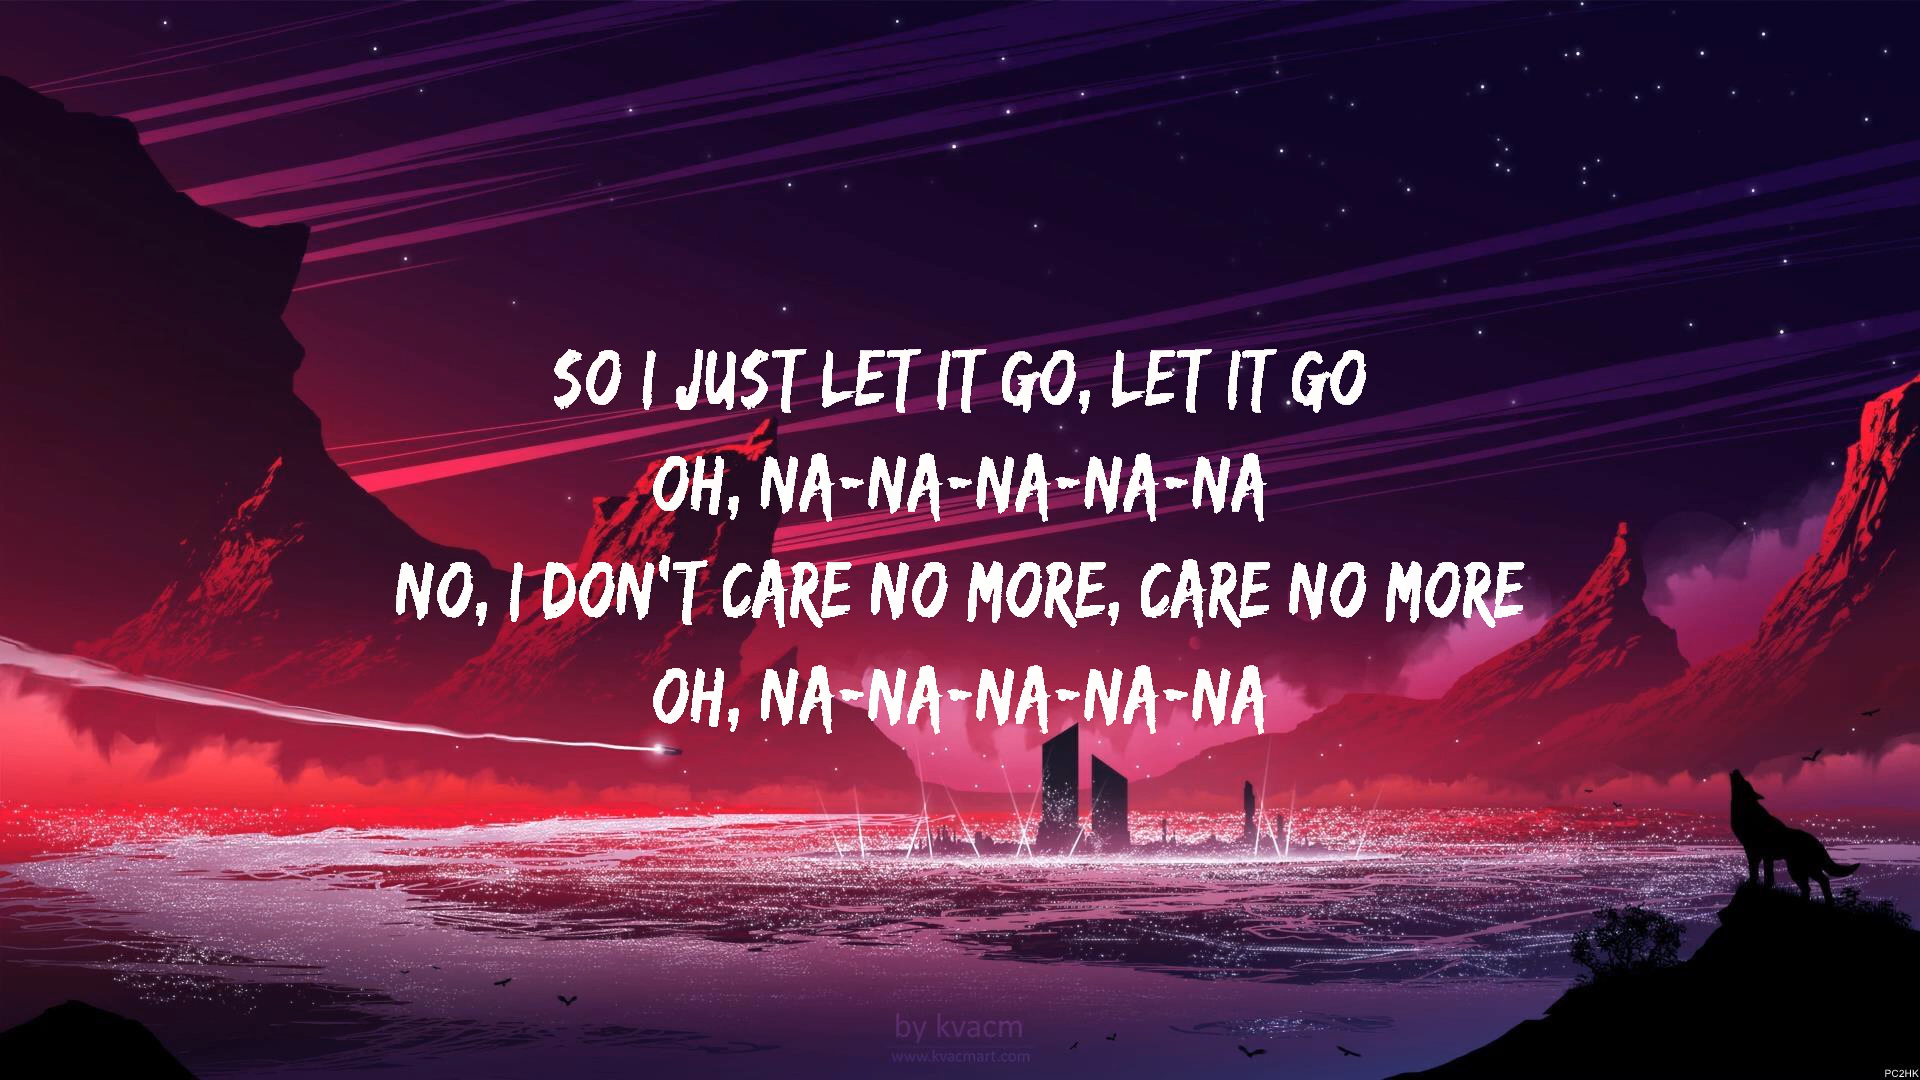 SO I JUST LET IT GO, LET IT GO
OH, NA-NA-NA-NA-NA
NO, I DON'T CARE NO MORE, CARE NO MORE
OH, NA-NA-NA-NA-NA
by kvacm
www.kvacmart.com
PC2HK